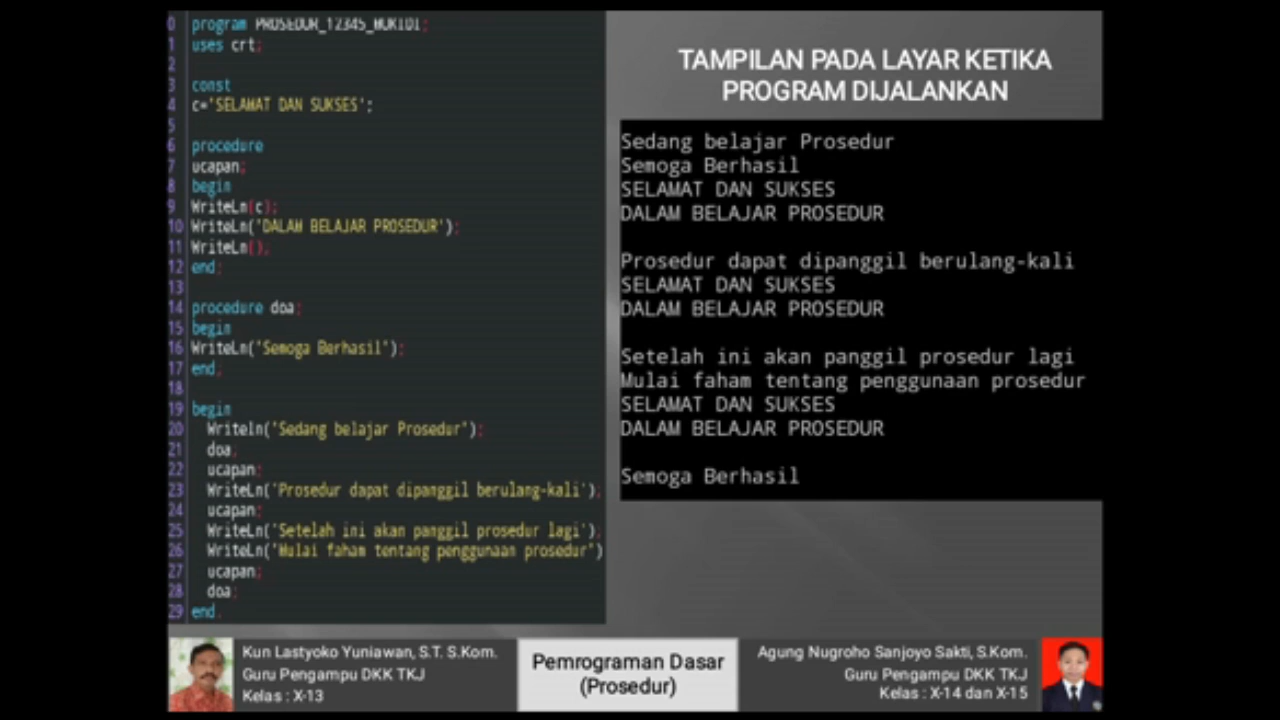 0 program PROSEDUR_12345_MUKIDI;
1 uses crt;
2
3 const
4 c='SELAMAT DAN SUKSES';
5
6 procedure
7 ucapan;
8 begin
9 WriteLn(c);
10 WriteLn('DALAM BELAJAR PROSEDUR');
11 WriteLn();
12 end;
13
14 procedure doa;
15 begin
16 WriteLn('Semoga Berhasil');
17 end;
18
19 begin
20 Writeln('Sedang belajar Prosedur');
21 doa;
22 ucapan;
23 WriteLn('Prosedur dapat dipanggil berulang-kali');
24 ucapan;
25 WriteLn('Setelah ini akan panggil prosedur lagi');
26 WriteLn('Mulai faham tentang penggunaan prosedur')
27 ucapan;
28 doa;
29 end.
TAMPILAN PADA LAYAR KETIKA
PROGRAM DIJALANKAN
Sedang belajar Prosedur
Semoga Berhasil
SELAMAT DAN SUKSES
DALAM BELAJAR PROSEDUR
Prosedur dapat dipanggil berulang-kali
SELAMAT DAN SUKSES
DALAM BELAJAR PROSEDUR
Setelah ini akan panggil prosedur lagi
Mulai faham tentang penggunaan prosedur
SELAMAT DAN SUKSES
DALAM BELAJAR PROSEDUR
Semoga Berhasil
Kun Lastyoko Yuniawan, S.T. S.Kom.
Guru Pengampu DKK TKJ
Kelas : X-13
Pemrograman Dasar
(Prosedur)
Agung Nugroho Sanjoyo Sakti, S.Kom.
Guru Pengampu DKK TKJ
Kelas : X-14 dan X-15